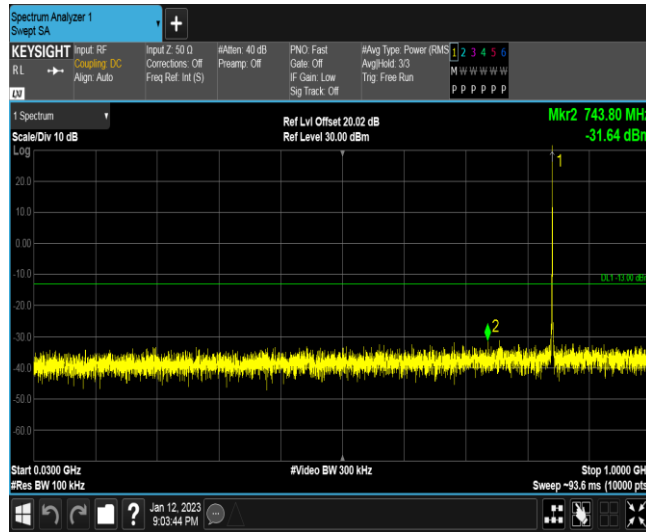 Spectrum Analyzer 1
Swept SA
+
KEYSIGHT Input: RF Input Z: 50 Ω #Atten: 40 dB PNO: Fast #Avg Type: Power (RMS 1 2 3 4 5 6
RL Coupling: DC Corrections: Off Preamp: Off Gate: Off Avg|Hold: 3/3 M W W W W W
Align: Auto Freq Ref: Int (S) IF Gain: Low Trig: Free Run
LXI Sig Track: Off P P P P P P
1 Spectrum Ref Lvl Offset 20.02 dB Mkr2 743.80 MHz
Scale/Div 10 dB Ref Level 30.00 dBm -31.64 dBm
Log
1
20.0
10.0
0.00
-10.0
DL1 -13.00 dBm
-20.0
-30.0
2
-40.0
-50.0
-60.0
Start 0.0300 GHz #Video BW 300 kHz Stop 1.0000 GHz
#Res BW 100 kHz Sweep ~93.6 ms (10000 pts
? Jan 12, 2023
9:03:44 PM